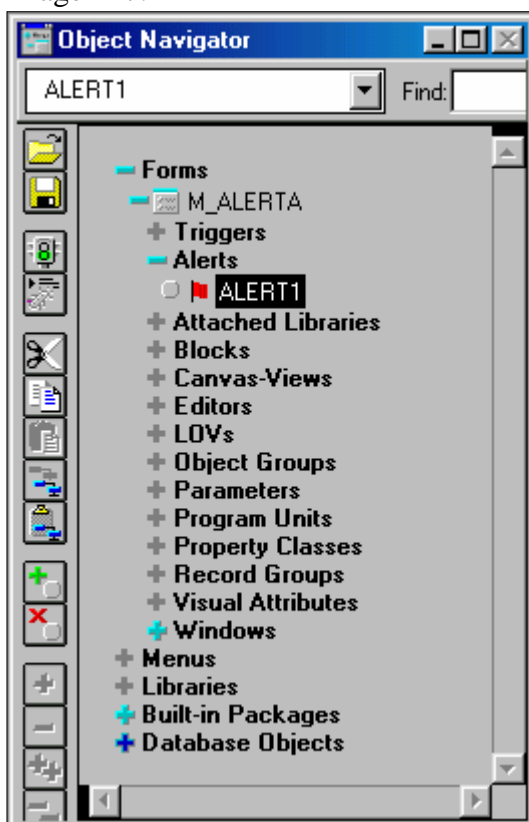 Object Navigator
ALERT1 Find:
Forms
M_ALERTA
Triggers
Alerts
ALERT1
Attached Libraries
Blocks
Canvas-Views
Editors
LOVs
Object Groups
Parameters
Program Units
Property Classes
Record Groups
Visual Attributes
Windows
Menus
Libraries
Built-in Packages
Database Objects